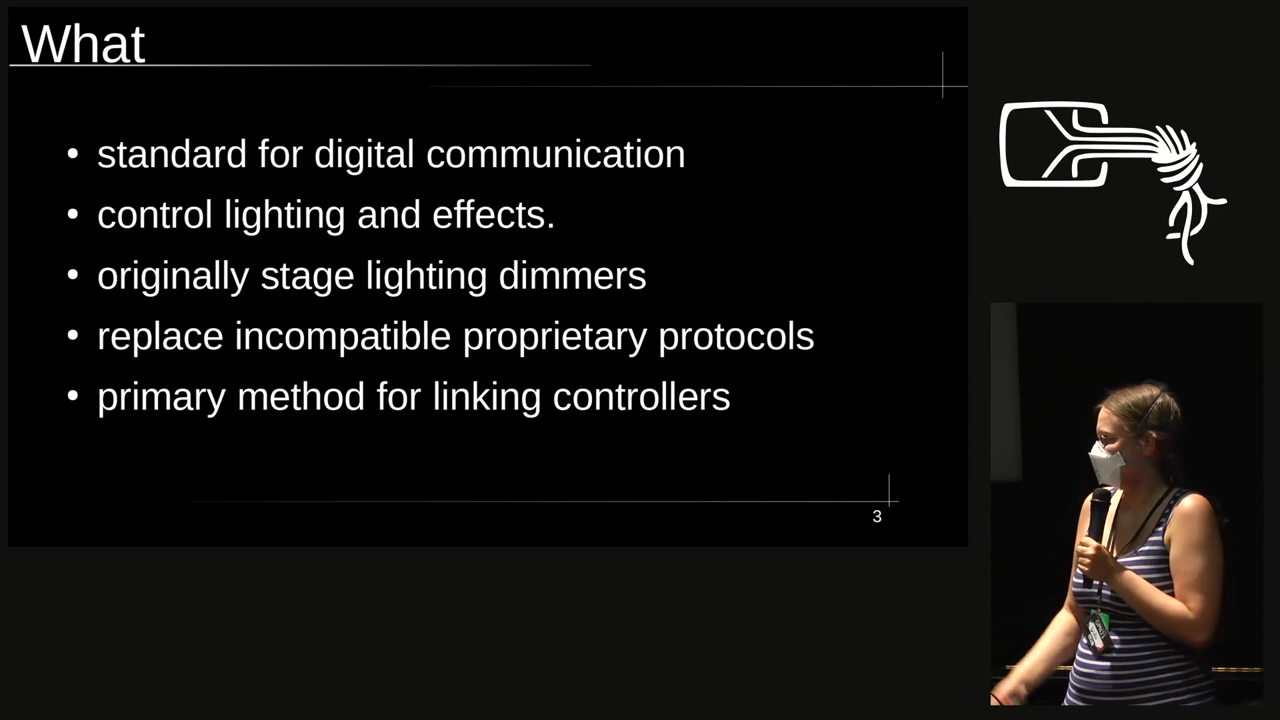 What
• standard for digital communication
• control lighting and effects.
• originally stage lighting dimmers
• replace incompatible proprietary protocols
• primary method for linking controllers
3